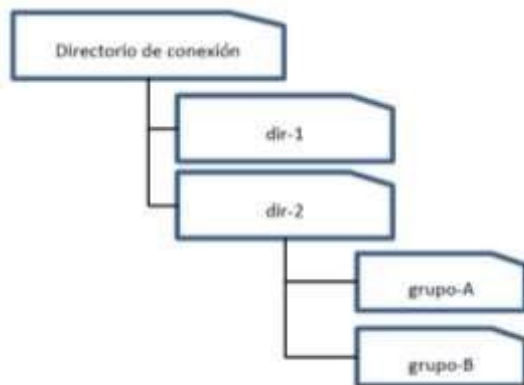 Directorio de conexión
dir-1
dir-2
grupo-A
grupo-B